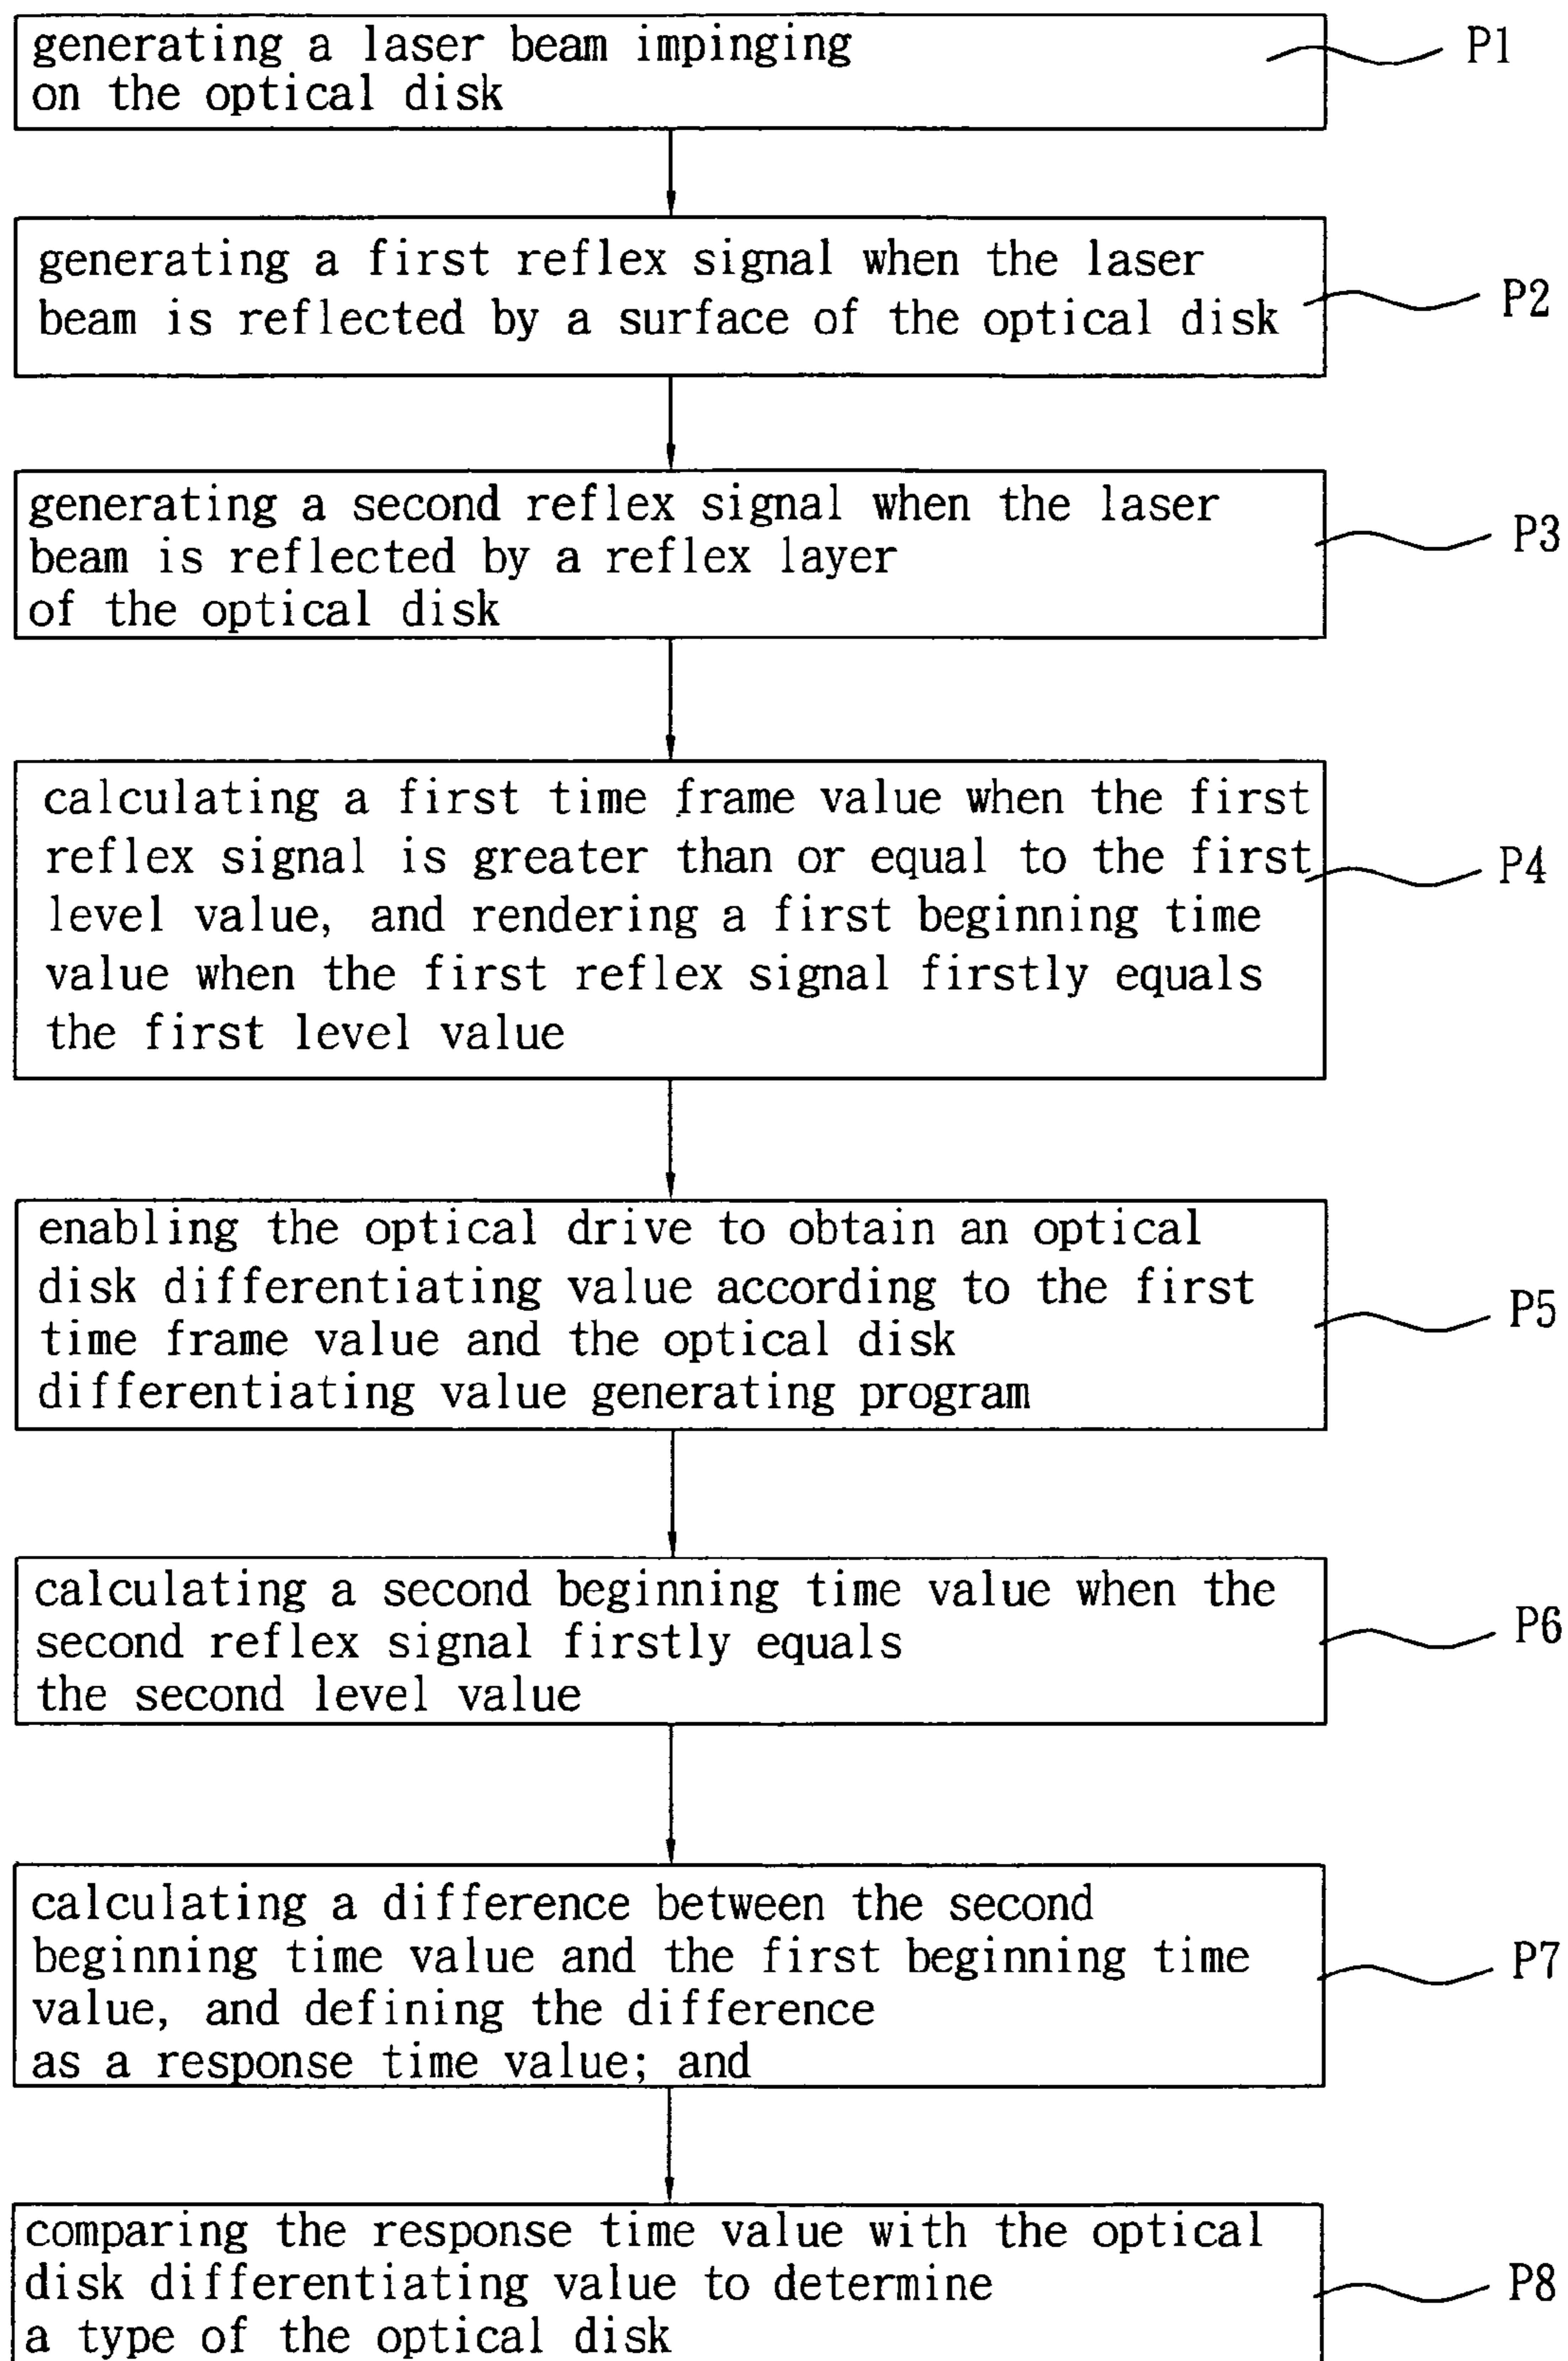 generating a laser beam impinging
on the optical disk
P1
generating a first reflex signal when the laser
beam is reflected by a surface of the optical disk
P2
generating a second reflex signal when the laser
beam is reflected by a reflex layer
of the optical disk
P3
calculating a first time frame value when the first
reflex signal is greater than or equal to the first
level value, and rendering a first beginning time
value when the first reflex signal firstly equals
the first level value
P4
enabling the optical drive to obtain an optical
disk differentiating value according to the first
time frame value and the optical disk
differentiating value generating program
P5
calculating a second beginning time value when the
second reflex signal firstly equals
the second level value
P6
calculating a difference between the second
beginning time value and the first beginning time
value, and defining the difference
as a response time value; and
P7
comparing the response time value with the optical
disk differentiating value to determine
a type of the optical disk
P8